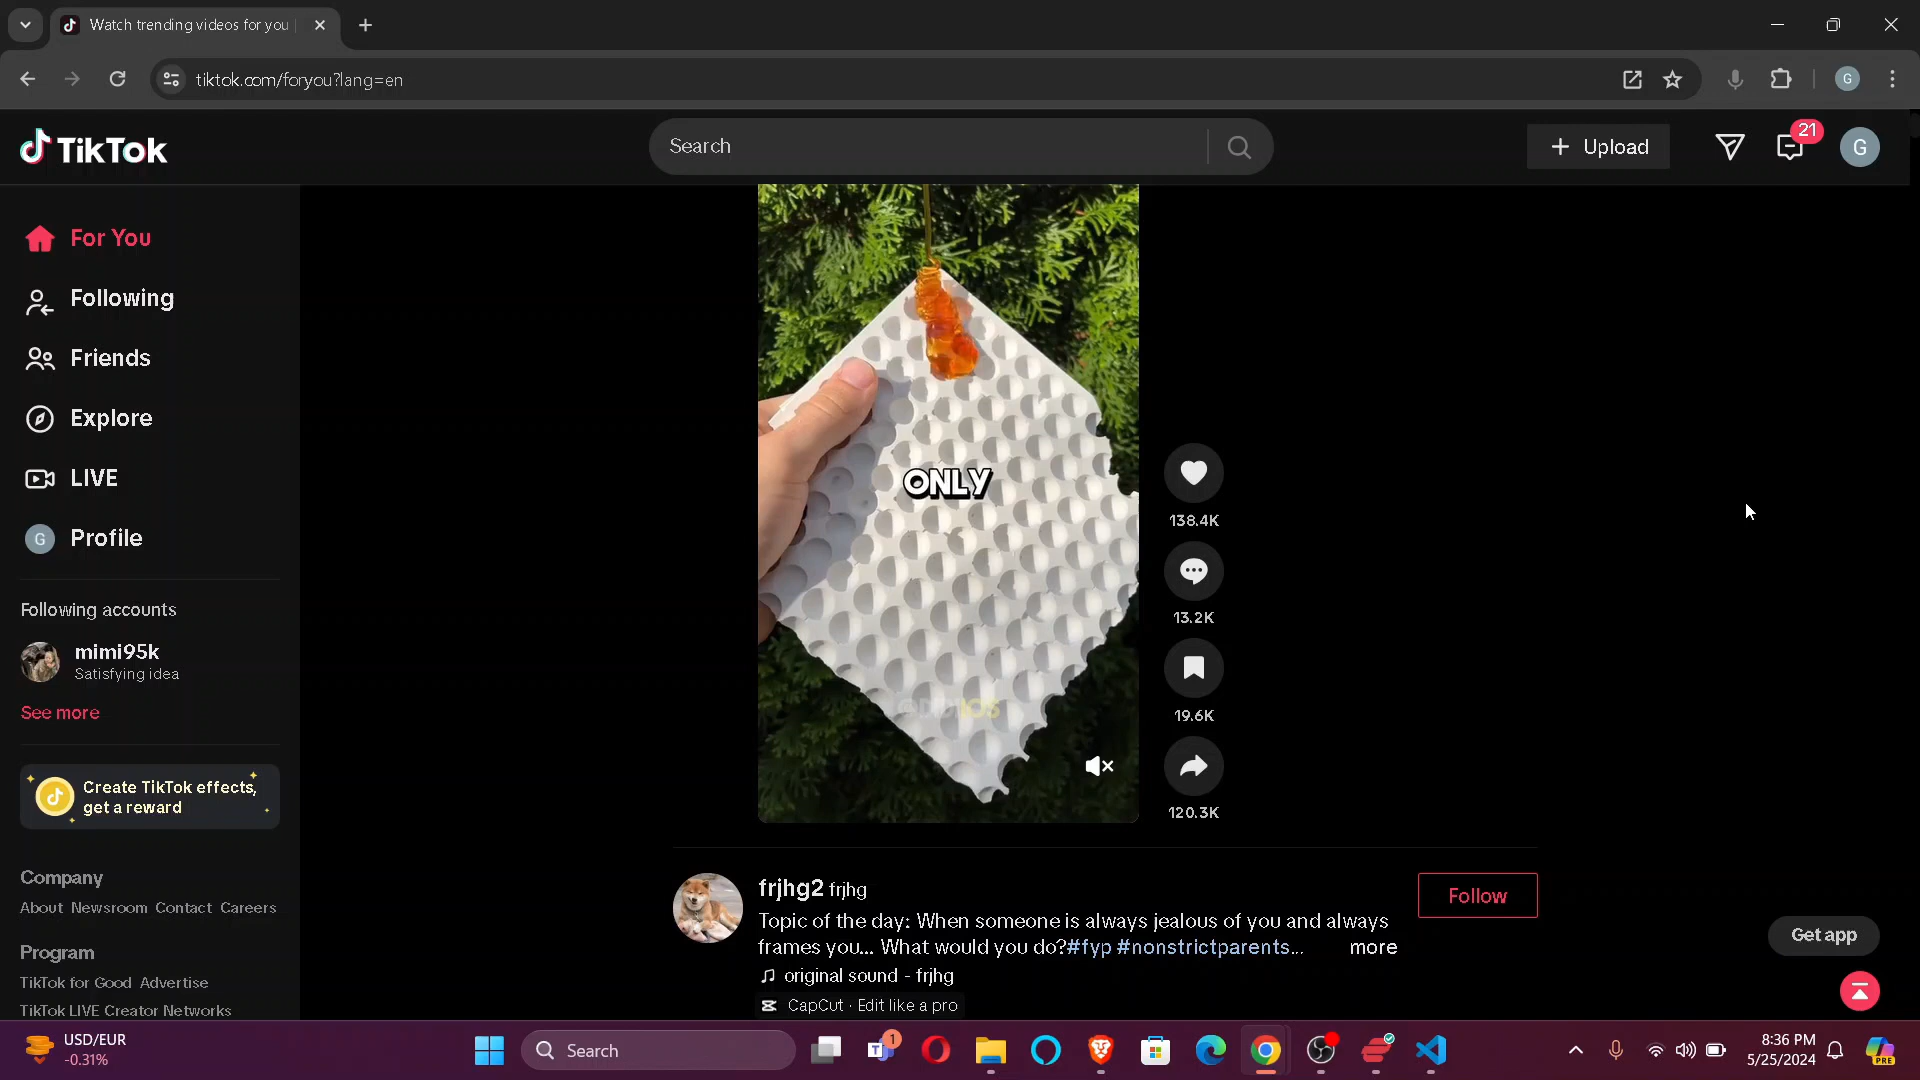 Watch trending videos for you
tiktok.com/foryou?lang=en
G
TikTok
Search
Upload
21
G
For You
Following
Friends
Explore
LIVE
G Profile
Following accounts
mimi95k
Satisfying idea
See more
Create TikTok effects,
get a reward
Company
About Newsroom Contact Careers
Program
TikTok for Good Advertise
TikTok LIVE Creator Networks
ONLY
138.4K
13.2K
19.6K
120.3K
frjhg2 frjhg
Topic of the day: When someone is always jealous of you and always
frames you... What would you do?#fyp #nonstrictparents... more
original sound - frjhg
CapCut · Edit like a pro
Follow
Get app
USD/EUR
-0.31%
Search
1
PRE
8:36 PM
5/25/2024